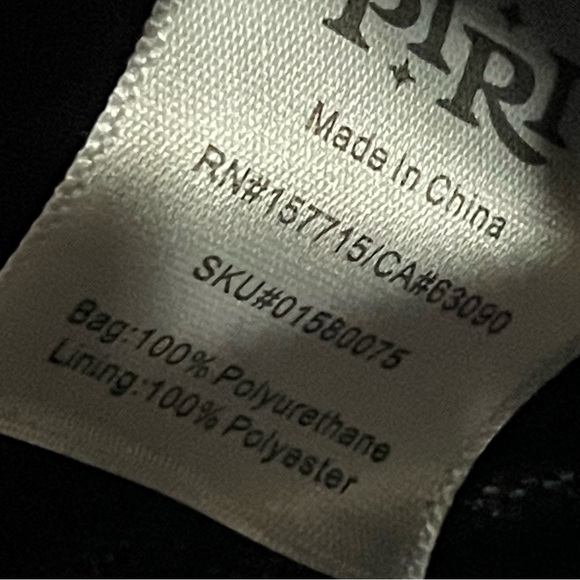 Made In China
RN#157715/CA#63090
SKU#01580075
Bag:100% Polyurethane
Lining:100% Polyester